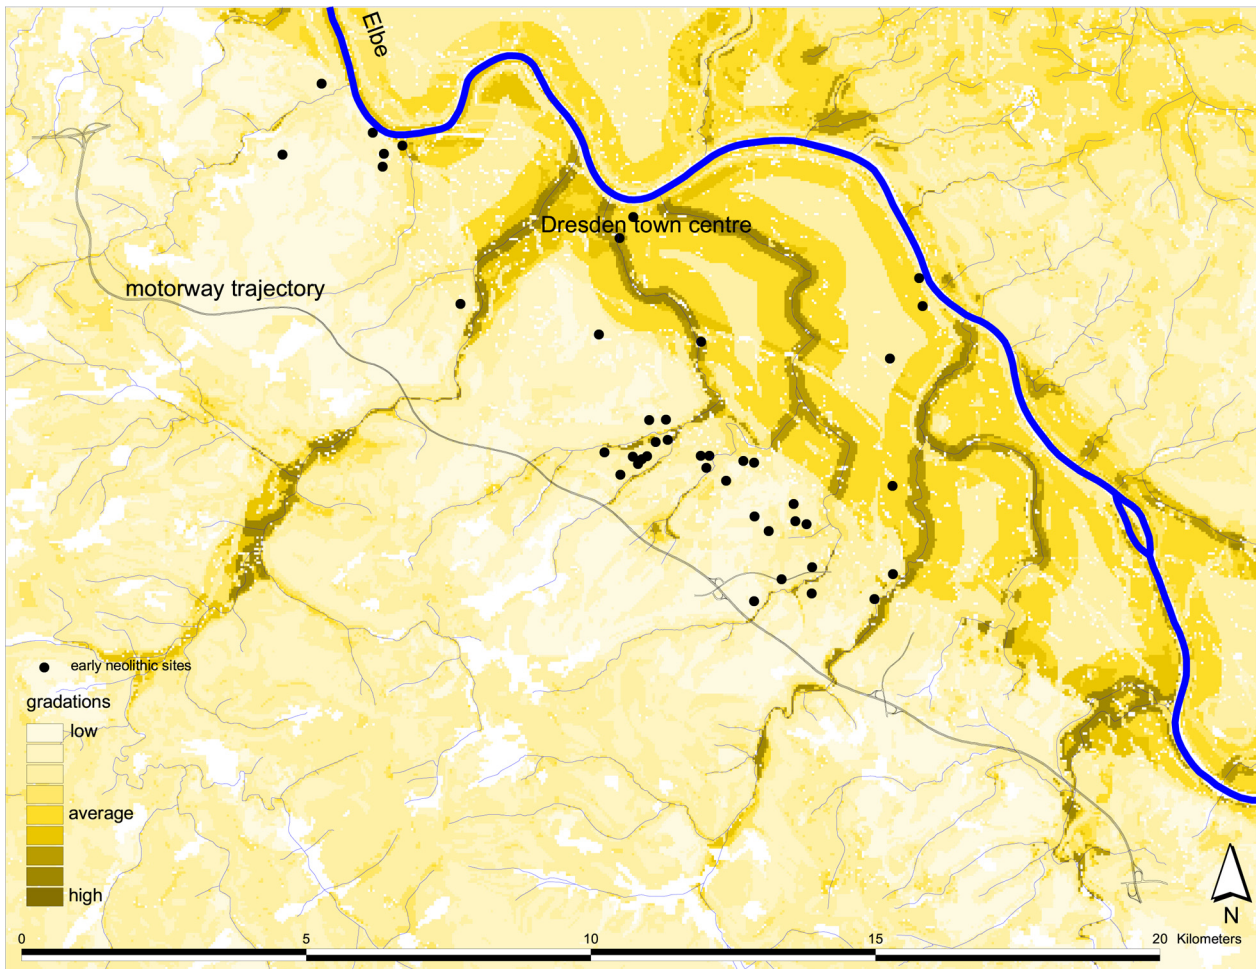 Elbe
Dresden town centre
motorway trajectory
early neolithic sites
gradations
low
average
high
N
0 5 10 15 20 Kilometers